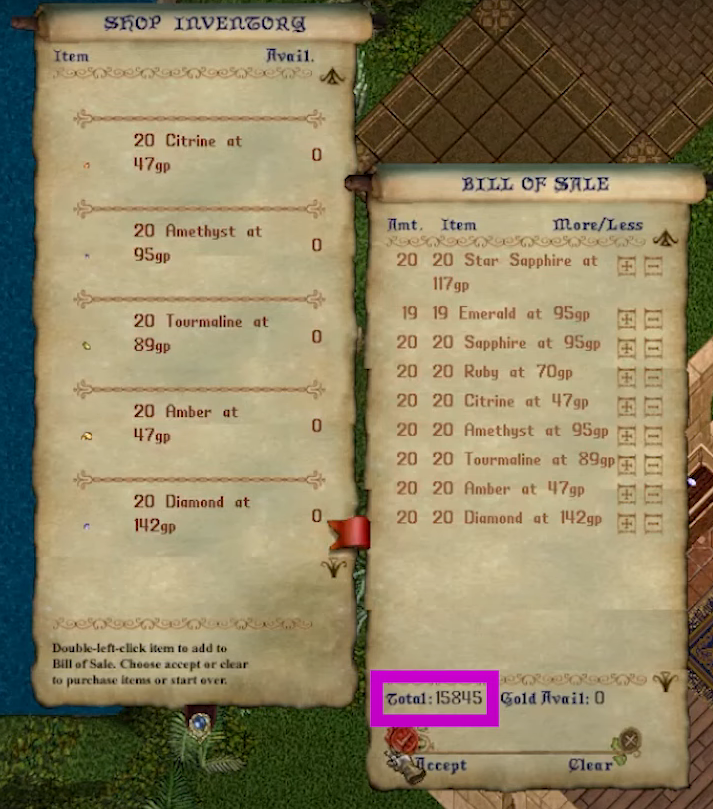 SHOP INVENTORY
Item Avail.
20 Citrine at
47gp 0
20 Amethyst at
95gp 0
20 Tourmaline at
89gp 0
20 Amber at
47gp 0
20 Diamond at
142gp 0
Double-left-click item to add to
Bill of Sale. Choose accept or clear
to purchase items or start over.
BILL OF SALE
Amt. Item More/Less
20 20 Star Sapphire at
117gp
19 19 Emerald at 95gp
20 20 Sapphire at 95gp
20 20 Ruby at 70gp
20 20 Citrine at 47gp
20 20 Amethyst at 95gp
20 20 Tourmaline at 89gp
20 20 Amber at 47gp
20 20 Diamond at 142gp
Total: 15845 Gold Avail: 0
Accept Clear